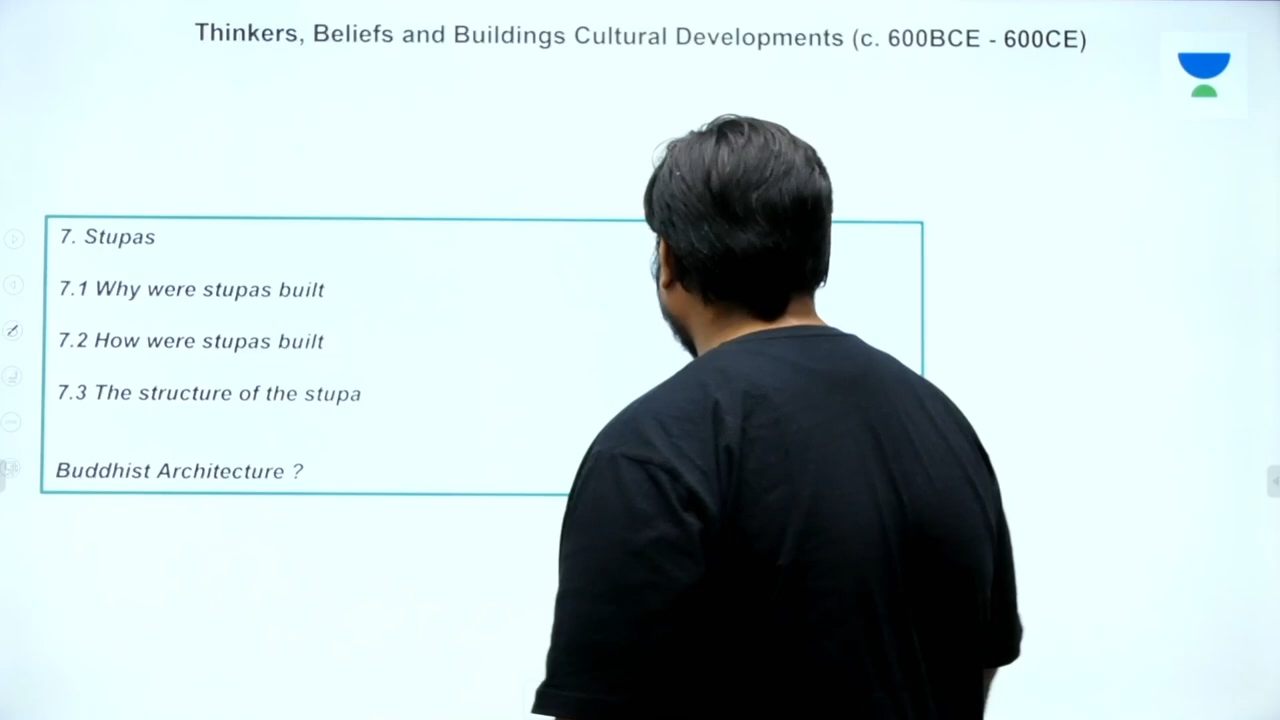 Thinkers, Beliefs and Buildings Cultural Developments (c. 600BCE - 600CE)
7. Stupas
7.1 Why were stupas built
7.2 How were stupas built
7.3 The structure of the stupa
Buddhist Architecture ?